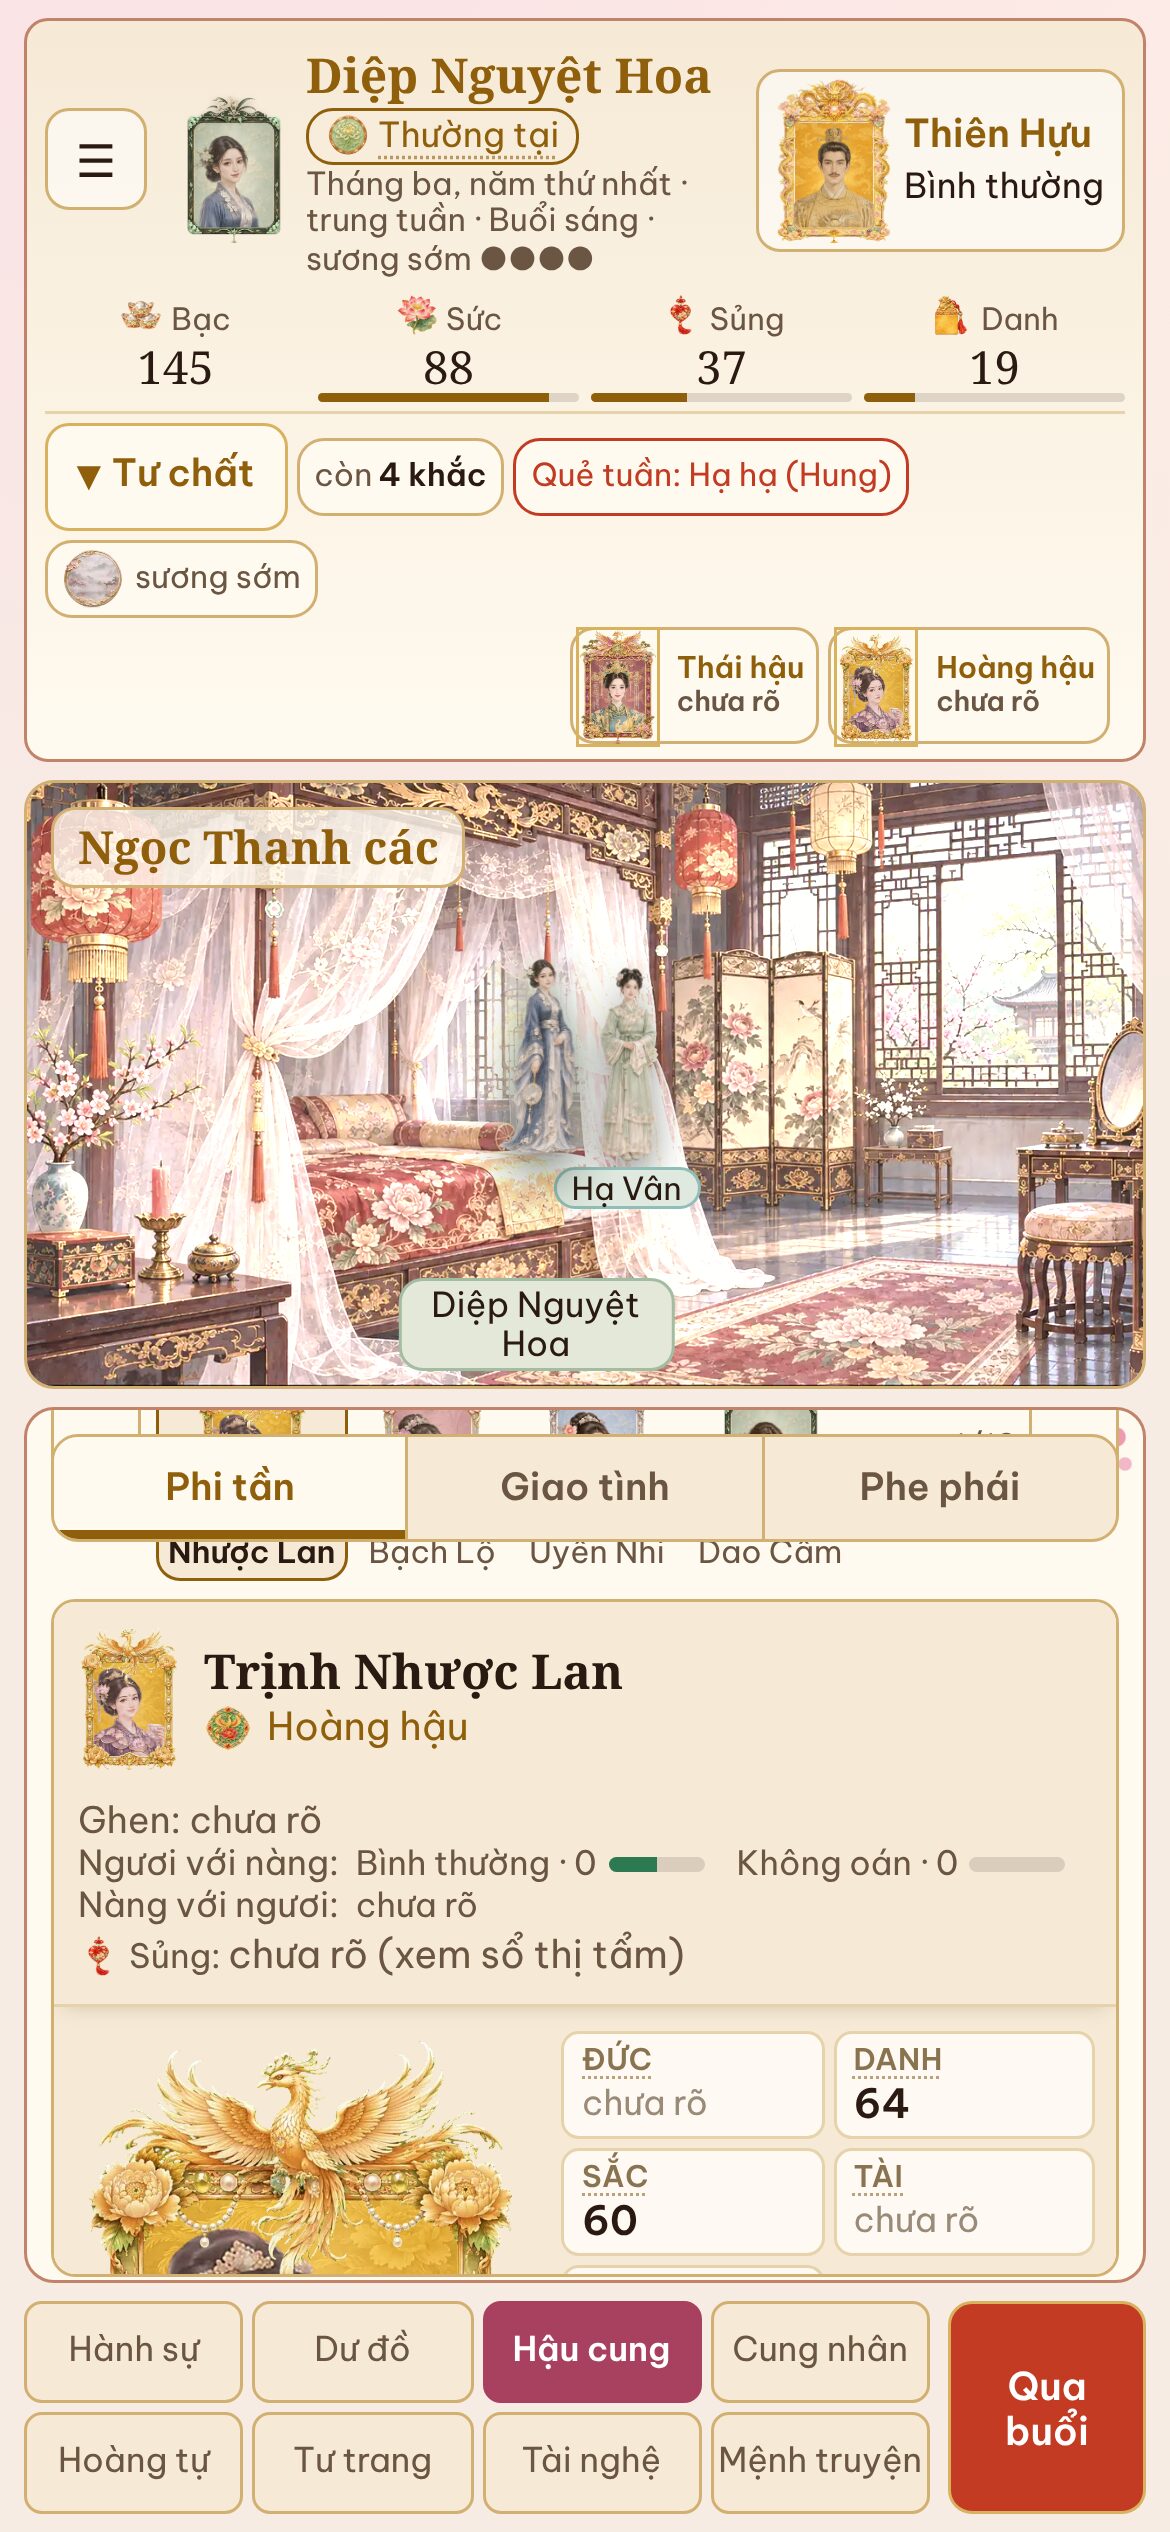 Diệp Nguyệt Hoa
Thường tại
Tháng ba, năm thứ nhất ·
trung tuần · Buổi sáng ·
sương sớm
Thiên Hựu
Bình thường
Bạc
145
Sức
88
Sủng
37
Danh
19
▼ Tư chất
còn 4 khắc
Quẻ tuần: Hạ hạ (Hung)
sương sớm
Thái hậu
chưa rõ
Hoàng hậu
chưa rõ
Ngọc Thanh các
Hạ Vân
Diệp Nguyệt
Hoa
Phi tần
Giao tình
Phe phái
Nhược Lan
Bạch Lộ
Uyên Nhi
Dao Cầm
Trịnh Nhược Lan
Hoàng hậu
Ghen: chưa rõ
Ngươi với nàng: Bình thường · 0 Không oán · 0
Nàng với ngươi: chưa rõ
Sủng: chưa rõ (xem sổ thị tẩm)
ĐỨC
chưa rõ
DANH
64
SẮC
60
TÀI
chưa rõ
Hành sự
Dư đồ
Hậu cung
Cung nhân
Qua
buổi
Hoàng tự
Tư trang
Tài nghệ
Mệnh truyện